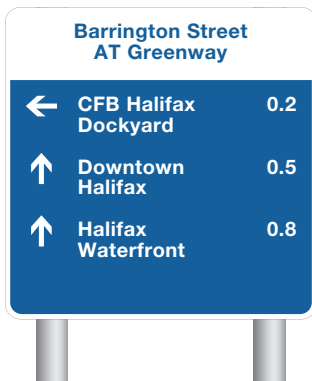 Barrington Street
AT Greenway
← CFB Halifax 0.2
Dockyard
↑ Downtown 0.5
Halifax
↑ Halifax 0.8
Waterfront